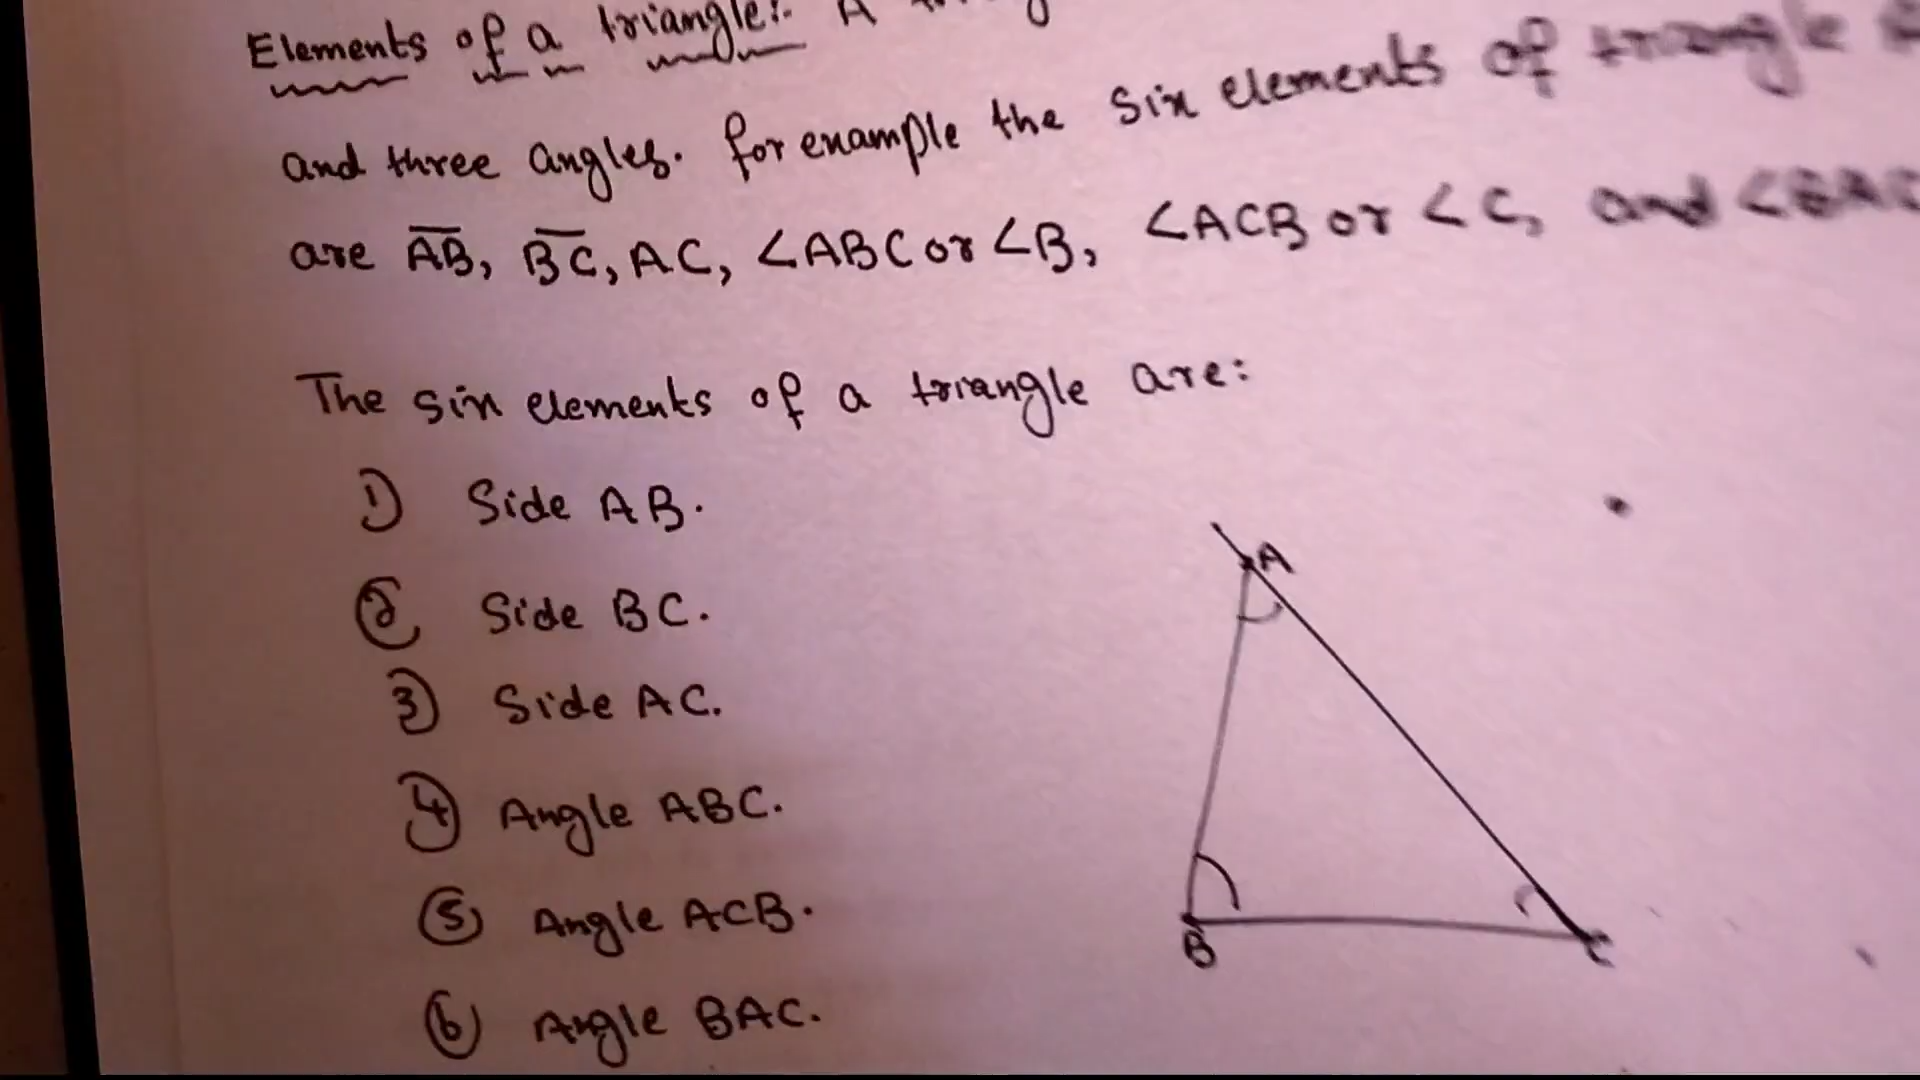 Elements of a triangle:. A
and three angles. for example the six elements of triangle
are AB, BC, AC, ∠ABC or ∠B, ∠ACB or ∠C, and ∠BAC
The six elements of a triangle are:
1) Side AB.
2 Side BC.
3) Side AC.
4) Angle ABC.
5 Angle ACB.
6 Angle BAC.
A
B
C